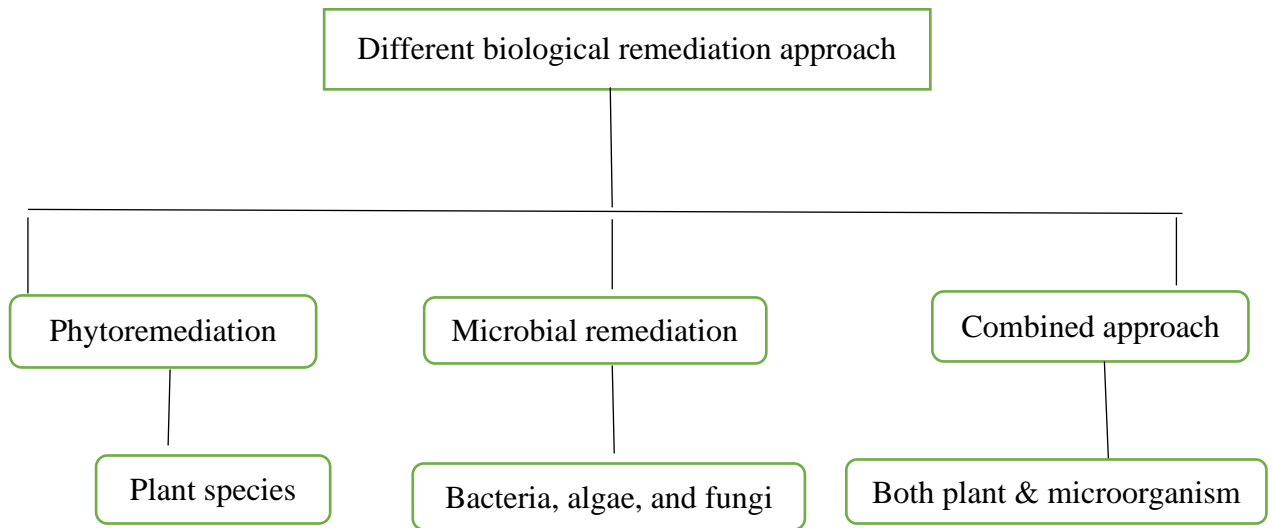 Different biological remediation approach
Phytoremediation
Microbial remediation
Combined approach
Plant species
Bacteria, algae, and fungi
Both plant & microorganism